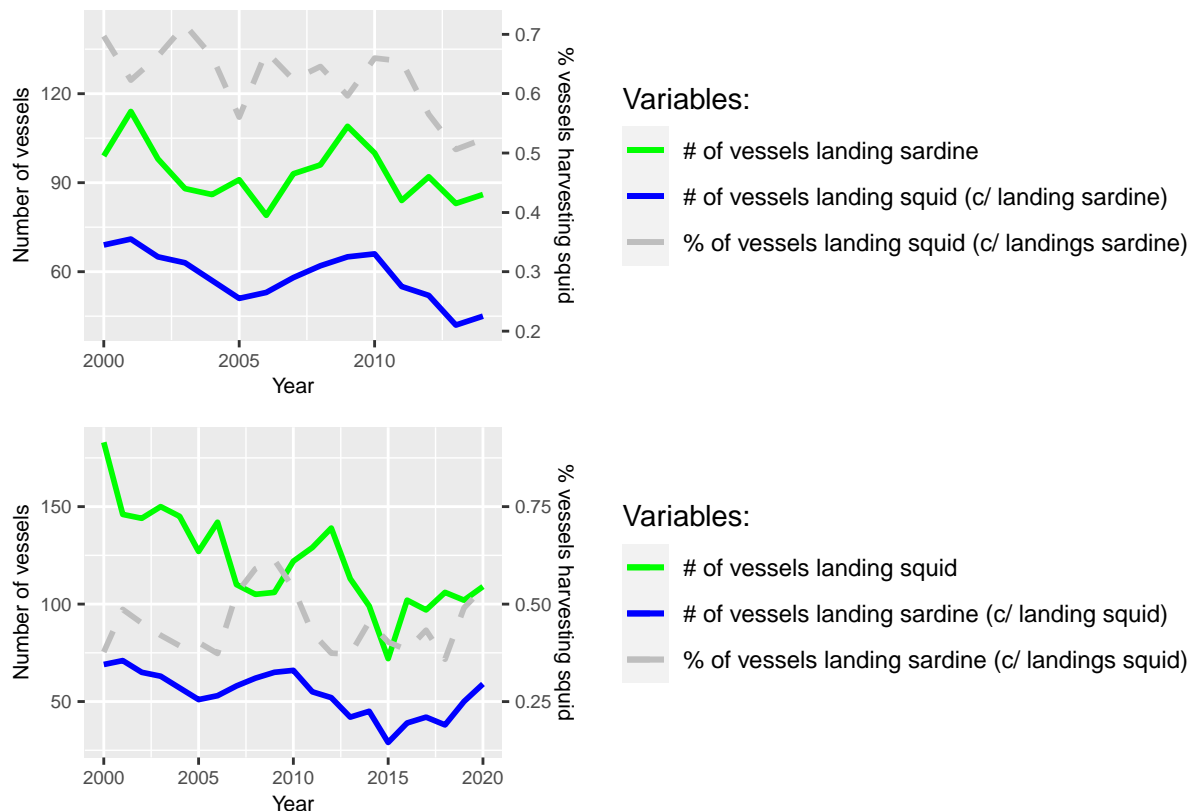 Number of vessels
120
90
60
0.7
0.6
0.5
0.4
0.3
0.2
% vessels harvesting squid
2000 2005 2010
Year
Variables:
# of vessels landing sardine
# of vessels landing squid (c/ landing sardine)
% of vessels landing squid (c/ landings sardine)
Number of vessels
150
100
50
0.75
0.50
0.25
% vessels harvesting squid
2000 2005 2010 2015 2020
Year
Variables:
# of vessels landing squid
# of vessels landing sardine (c/ landing squid)
% of vessels landing sardine (c/ landings squid)